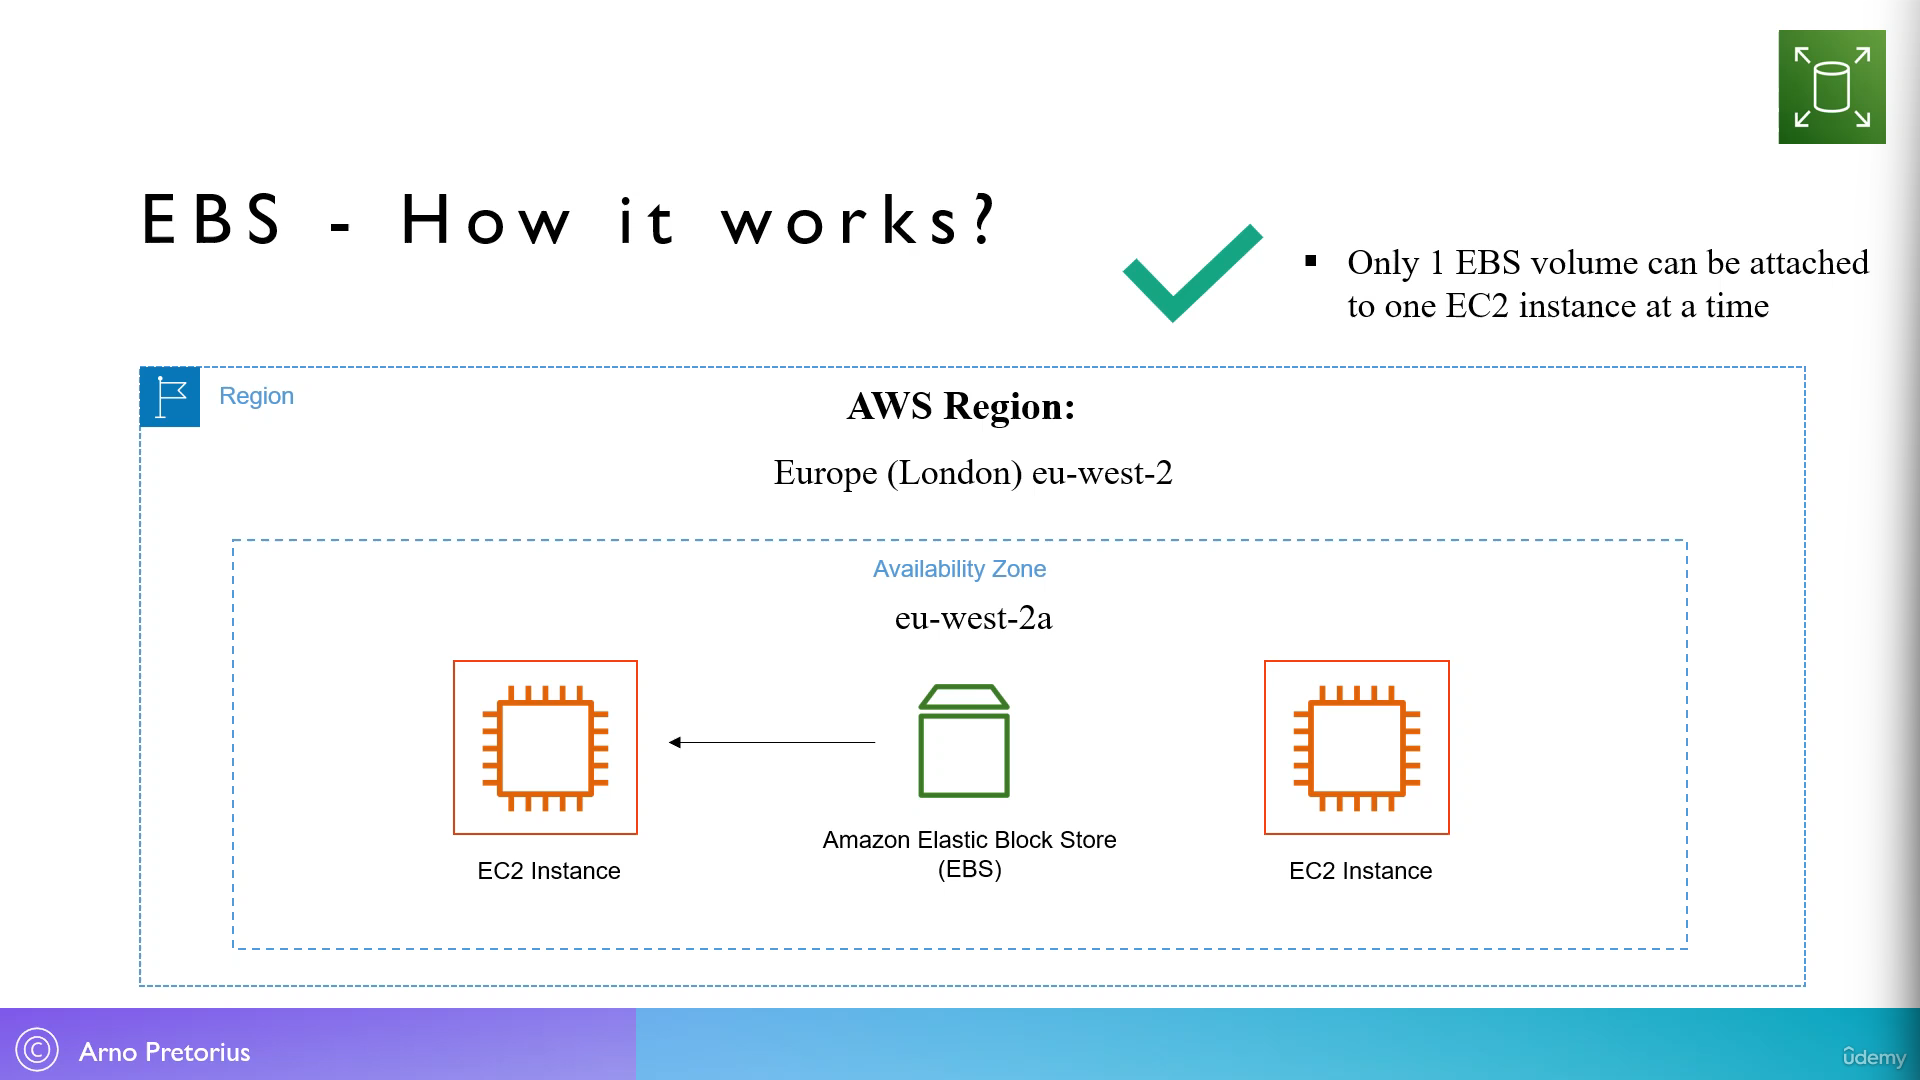 EBS - How it works?
▪ Only 1 EBS volume can be attached
to one EC2 instance at a time
Region
AWS Region:
Europe (London) eu-west-2
Availability Zone
eu-west-2a
Amazon Elastic Block Store
(EBS)
EC2 Instance
EC2 Instance
© Arno Pretorius
ûdemy